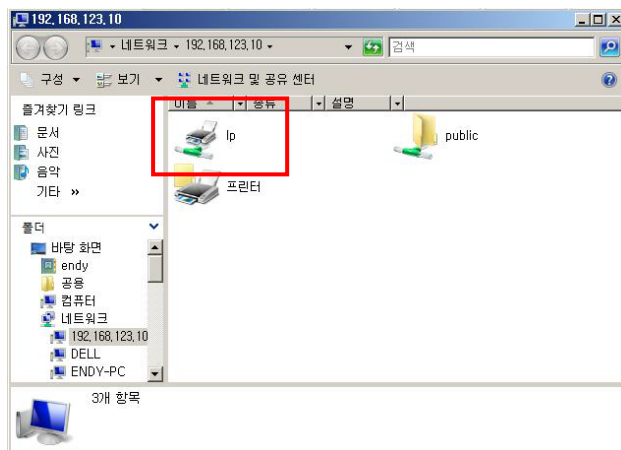 192.168.123.10
네트워크 192.168.123.10 검색
구성 보기 네트워크 및 공유 센터
즐겨찾기 링크
문서
사진
음악
기타 »
폴더
바탕 화면
endy
공용
컴퓨터
네트워크
192.168.123.10
DELL
ENDY-PC
이름 종류 설명
lp
public
프린터
3개 항목